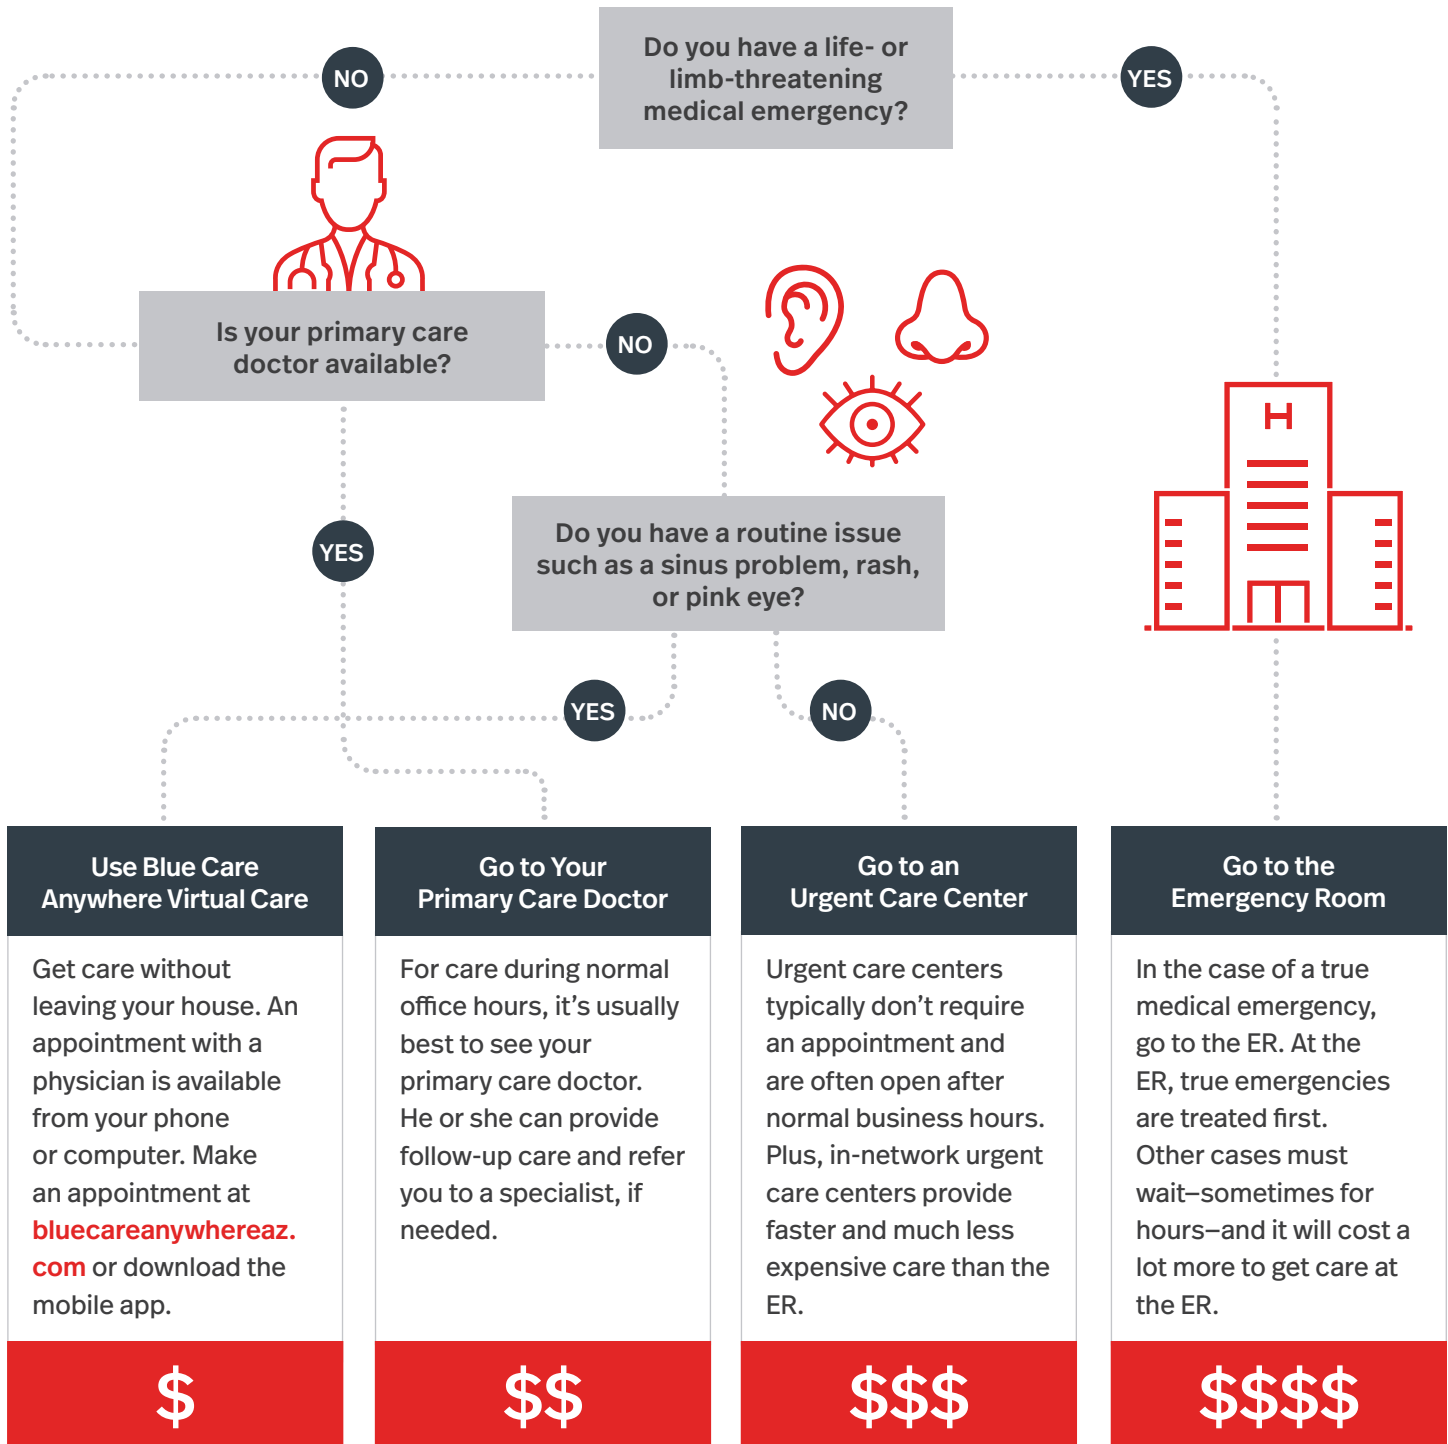 Do you have a life- or
limb-threatening
medical emergency?
NO
YES
Is your primary care
doctor available?
NO
H
YES
Do you have a routine issue
such as a sinus problem, rash,
or pink eye?
YES
NO
Use Blue Care
Anywhere Virtual Care
Get care without
leaving your house. An
appointment with a
physician is available
from your phone
or computer. Make
an appointment at
bluecareanywhereaz.
com or download the
mobile app.
$
Go to Your
Primary Care Doctor
For care during normal
office hours, it’s usually
best to see your
primary care doctor.
He or she can provide
follow-up care and refer
you to a specialist, if
needed.
$$
Go to an
Urgent Care Center
Urgent care centers
typically don’t require
an appointment and
are often open after
normal business hours.
Plus, in-network urgent
care centers provide
faster and much less
expensive care than the
ER.
$$$
Go to the
Emergency Room
In the case of a true
medical emergency,
go to the ER. At the
ER, true emergencies
are treated first.
Other cases must
wait—sometimes for
hours—and it will cost a
lot more to get care at
the ER.
$$$$